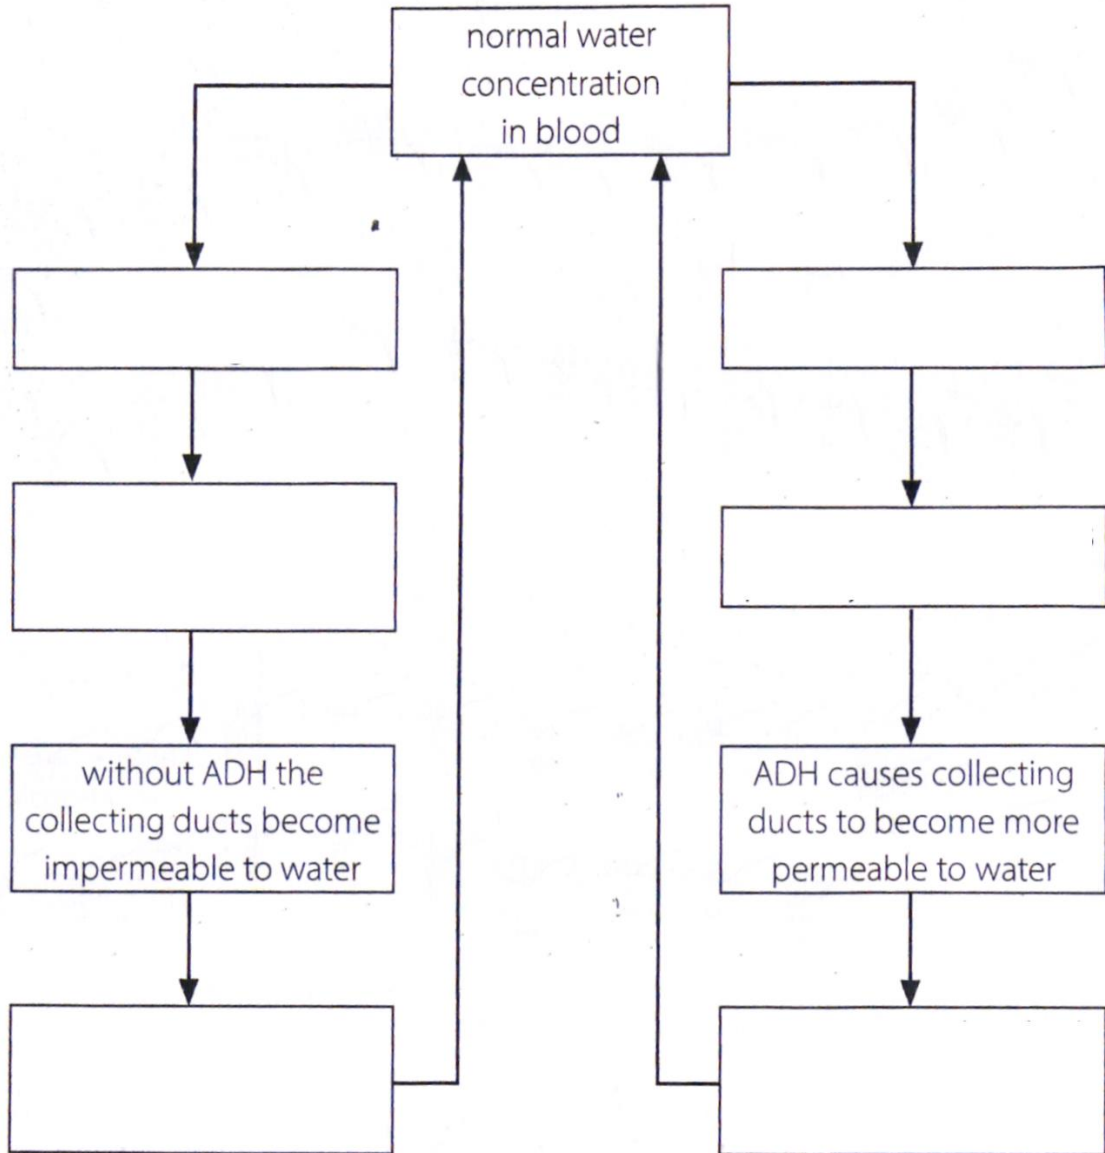 normal water
concentration
in blood
without ADH the
collecting ducts become
impermeable to water
ADH causes collecting
ducts to become more
permeable to water